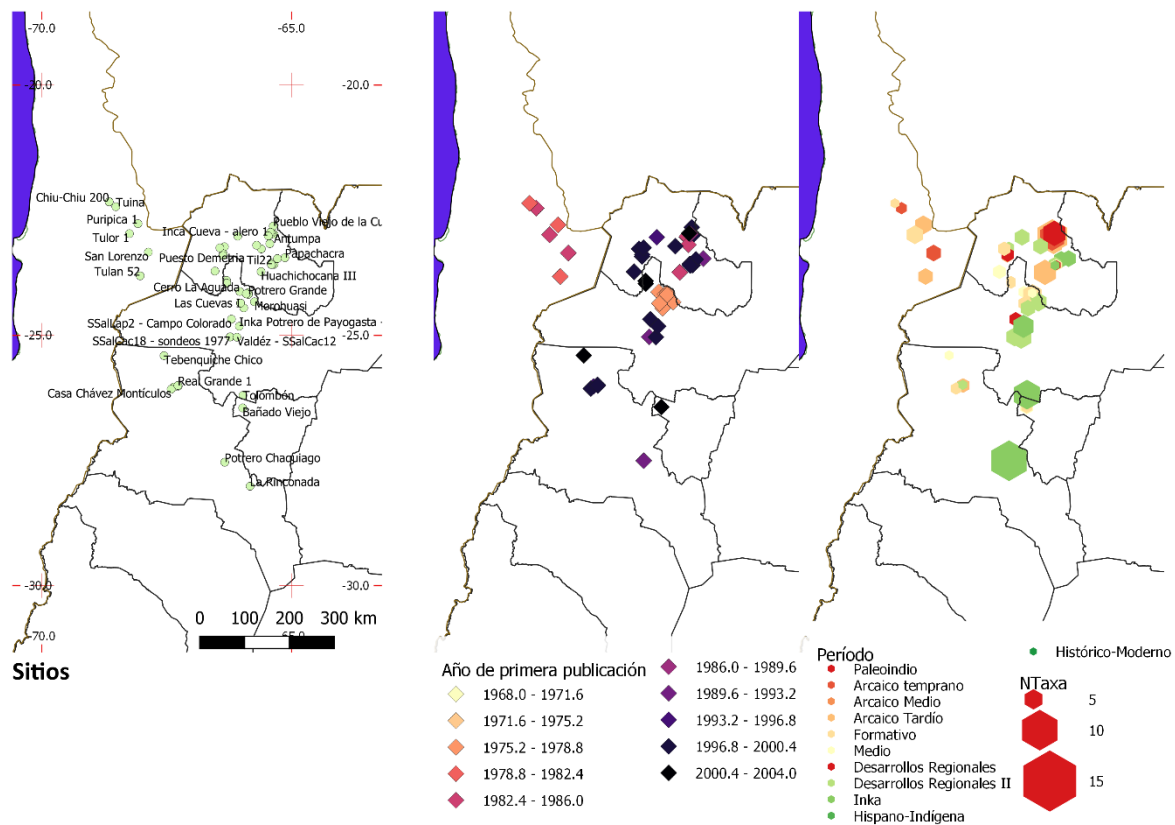 -70.0
-65.0
-20.0
-20.0
Chiu-Chiu 200
Tuina
Puripica 1
Pueblo Viejo de la Cu
Tulor 1
Inca Cueva - alero 1
Antumpa
San Lorenzo
Puesto Demetria
Til22
Papachacra
Tulan 52
Huachichocana III
Cerro La Aguada
Potrero Grande
Las Cuevas 1
Morohuasi
SSalLap2 - Campo Colorado
Inka Potrero de Payogasta
-25.0
-25.0
SSalCac18 - sondeos 1977
Valdéz - SSalCac12
Tebenquiche Chico
Real Grande 1
Casa Chávez Montículos
Tolombón
Bañado Viejo
Potrero Chaquiago
La Rinconada
-30.0
-30.0
0 100 200 300 km
-70.0
-65.0
Sitios
Año de primera publicación
1968.0 - 1971.6
1971.6 - 1975.2
1975.2 - 1978.8
1978.8 - 1982.4
1982.4 - 1986.0
1986.0 - 1989.6
1989.6 - 1993.2
1993.2 - 1996.8
1996.8 - 2000.4
2000.4 - 2004.0
Período
Paleoindio
Arcaico temprano
Arcaico Medio
Arcaico Tardío
Formativo
Medio
Desarrollos Regionales
Desarrollos Regionales II
Inka
Hispano-Indígena
Histórico-Moderno
NTaxa
5
10
15